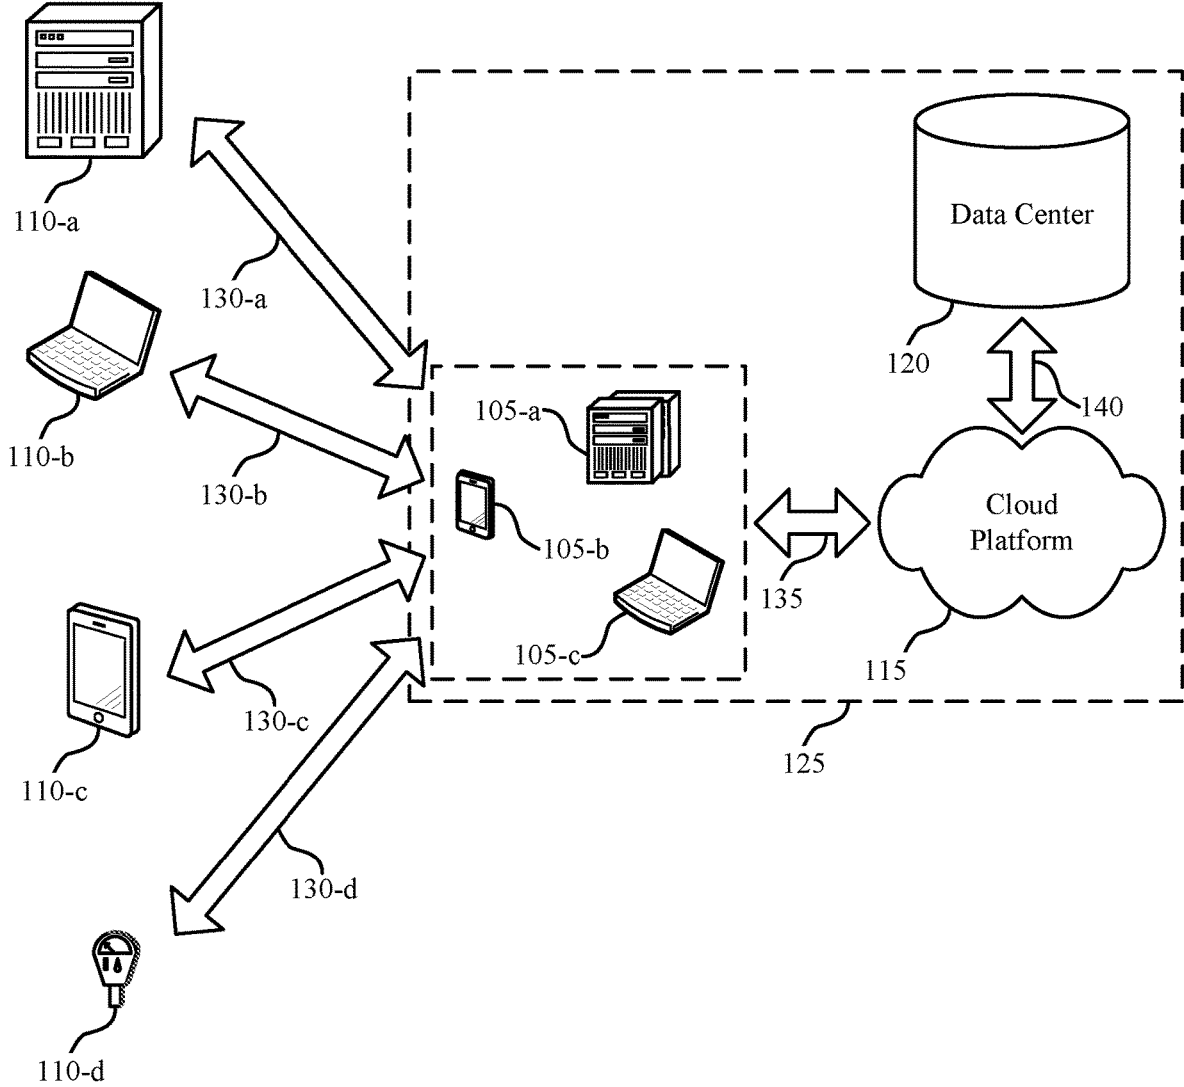 110-a
130-a
110-b
130-b
110-c
130-c
110-d
130-d
105-a
105-b
105-c
135
Data Center
120
140
Cloud
Platform
115
125